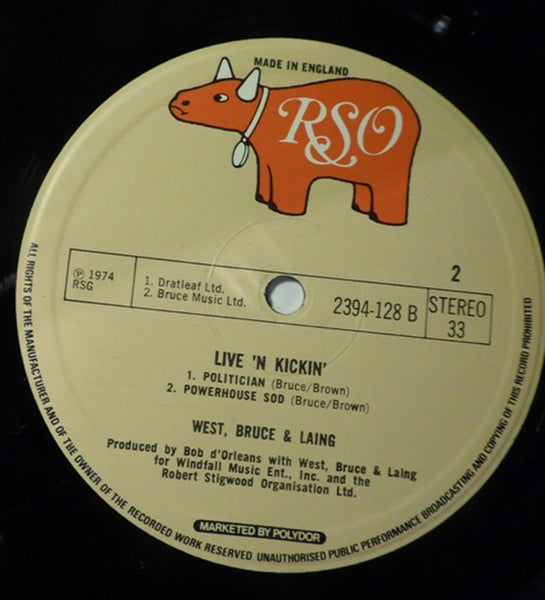 MADE IN ENGLAND
RSO
2
℗ 1974
RSG
1. Dratleaf Ltd.
2. Bruce Music Ltd.
2394-128 B
STEREO
33
LIVE 'N KICKIN'
1. POLITICIAN (Bruce/Brown)
2. POWERHOUSE SOD (Bruce/Brown)
WEST, BRUCE & LAING
Produced by Bob d'Orleans with West, Bruce & Laing
for Windfall Music Ent., Inc. and the
Robert Stigwood Organisation Ltd.
MARKETED BY POLYDOR
ALL RIGHTS OF THE MANUFACTURER AND OF THE OWNER OF THE RECORDED WORK RESERVED UNAUTHORISED PUBLIC PERFORMANCE BROADCASTING AND COPYING OF THIS RECORD PROHIBITED